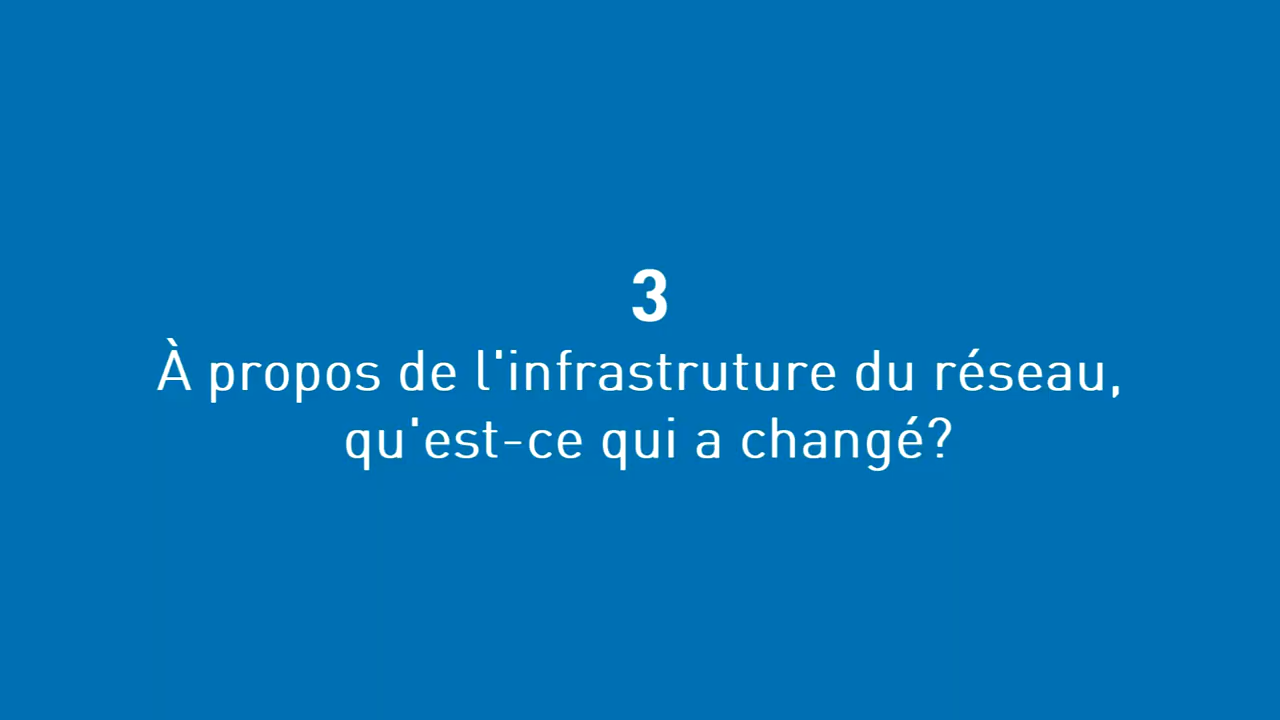 3
À propos de l'infrastruture du réseau,
qu'est-ce qui a changé?